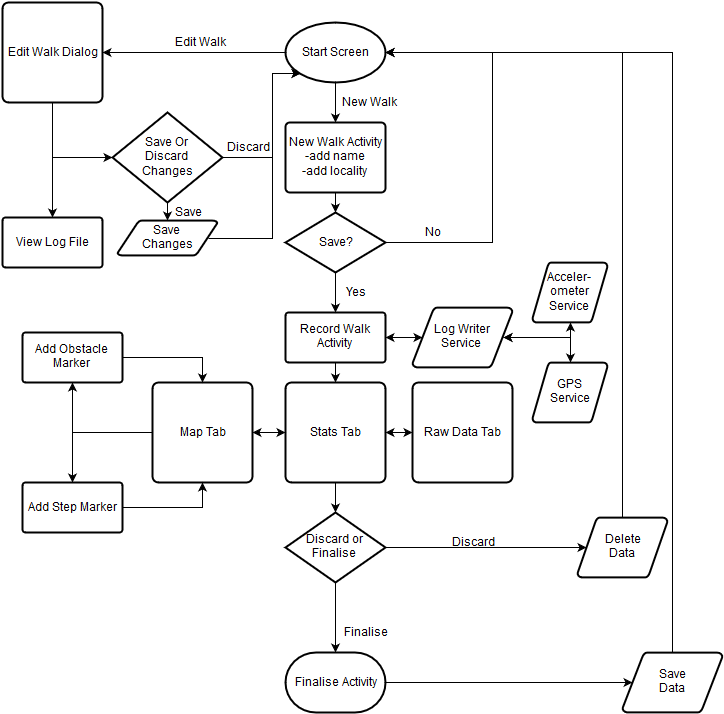 Edit Walk Dialog
Edit Walk
Start Screen
New Walk
Save Or
Discard
Changes
Discard
New Walk Activity
-add name
-add locality
Save
Save
Changes
View Log File
Save?
No
Yes
Acceler-
ometer
Service
Record Walk
Activity
Log Writer
Service
GPS
Service
Add Obstacle
Marker
Map Tab
Stats Tab
Raw Data Tab
Add Step Marker
Discard or
Finalise
Discard
Delete
Data
Finalise
Finalise Activity
Save
Data